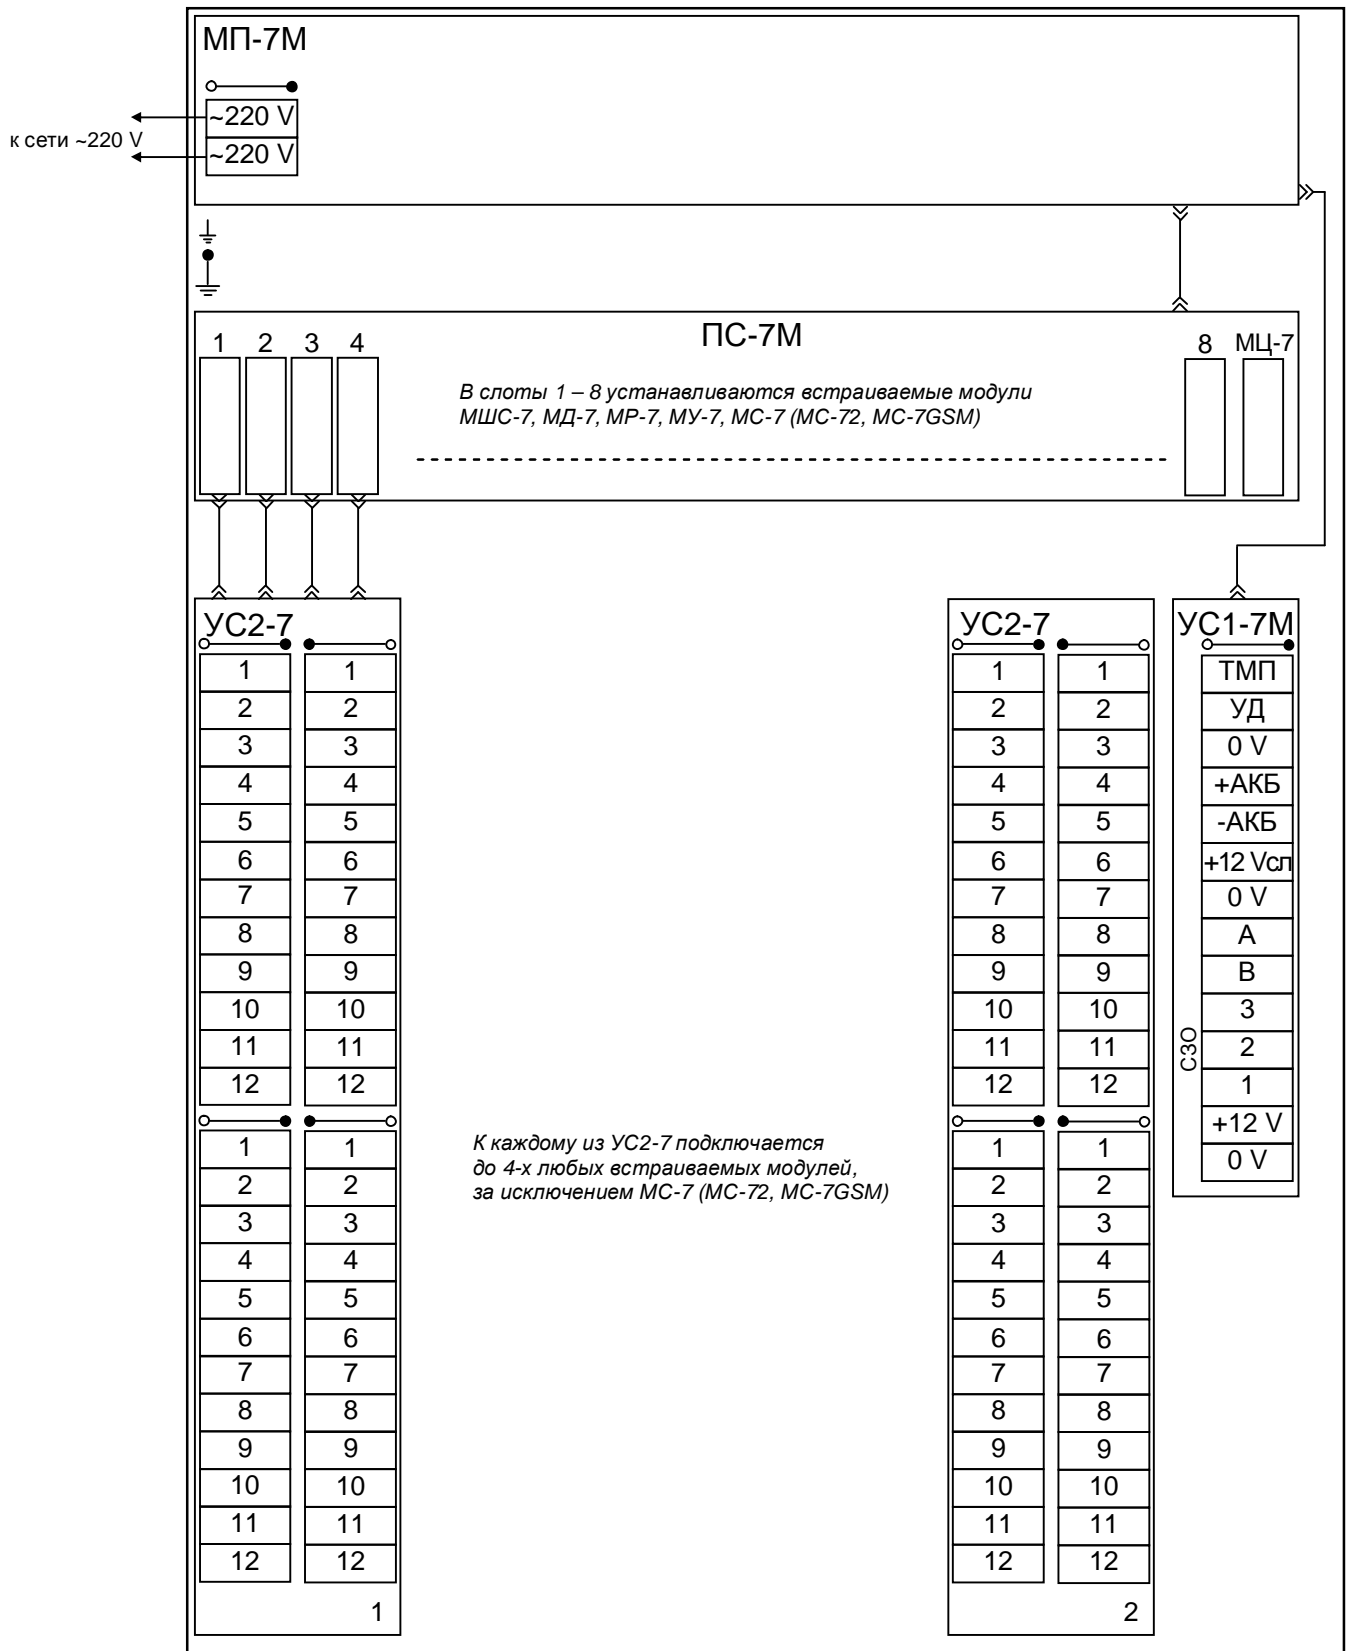 МП-7М
~220 V
к сети ~220 V
~220 V
ПС-7М
1 2 3 4 8 МЦ-7
В слоты 1 – 8 устанавливаются встраиваемые модули
МШС-7, МД-7, МР-7, МУ-7, МС-7 (МС-72, МС-7GSM)
УС2-7
1 1
2 2
3 3
4 4
5 5
6 6
7 7
8 8
9 9
10 10
11 11
12 12
1 1
2 2
3 3
4 4
5 5
6 6
7 7
8 8
9 9
10 10
11 11
12 12
1
К каждому из УС2-7 подключается
до 4-х любых встраиваемых модулей,
за исключением МС-7 (МС-72, МС-7GSM)
УС2-7
1 1
2 2
3 3
4 4
5 5
6 6
7 7
8 8
9 9
10 10
11 11
12 12
1 1
2 2
3 3
4 4
5 5
6 6
7 7
8 8
9 9
10 10
11 11
12 12
2
УС1-7М
ТМП
УД
0 V
+АКБ
-АКБ
+12 Vсл
0 V
А
В
3
СЗО
2
1
+12 V
0 V